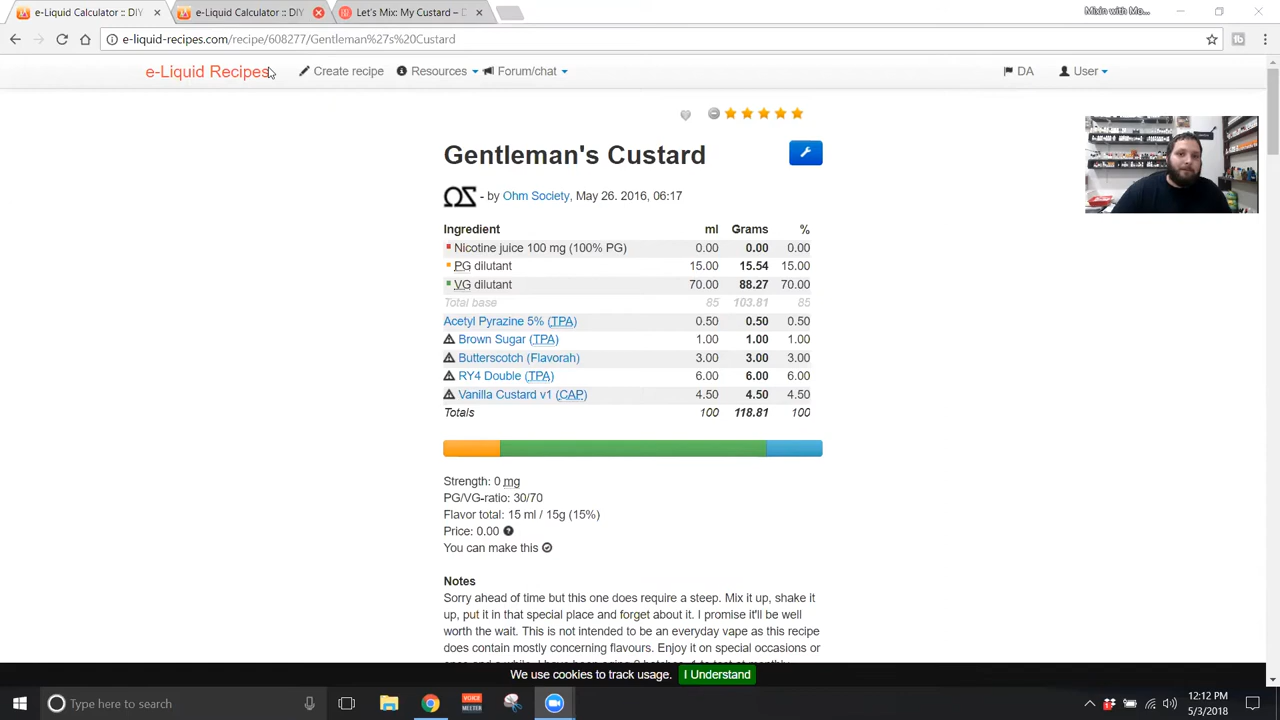 e-Liquid Calculator :: DIY
e-Liquid Calculator :: DIY
Let's Mix: My Custard – D
Mixin with Mo...
e-liquid-recipes.com/recipe/608277/Gentleman%27s%20Custard
e-Liquid Recipes
Create recipe
Resources
Forum/chat
DA
User
Gentleman's Custard
OS - by Ohm Society, May 26. 2016, 06:17
Ingredient ml Grams %
Nicotine juice 100 mg (100% PG) 0.00 0.00 0.00
PG dilutant 15.00 15.54 15.00
VG dilutant 70.00 88.27 70.00
Total base 85 103.81 85
Acetyl Pyrazine 5% (TPA) 0.50 0.50 0.50
Brown Sugar (TPA) 1.00 1.00 1.00
Butterscotch (Flavorah) 3.00 3.00 3.00
RY4 Double (TPA) 6.00 6.00 6.00
Vanilla Custard v1 (CAP) 4.50 4.50 4.50
Totals 100 118.81 100
Strength: 0 mg
PG/VG-ratio: 30/70
Flavor total: 15 ml / 15g (15%)
Price: 0.00
You can make this
Notes
Sorry ahead of time but this one does require a steep. Mix it up, shake it
up, put it in that special place and forget about it. I promise it'll be well
worth the wait. This is not intended to be an everyday vape as this recipe
does contain mostly concerning flavours. Enjoy it on special occasions or
We use cookies to track usage. I Understand
Type here to search
VOICE
MEETER
12:12 PM
5/3/2018